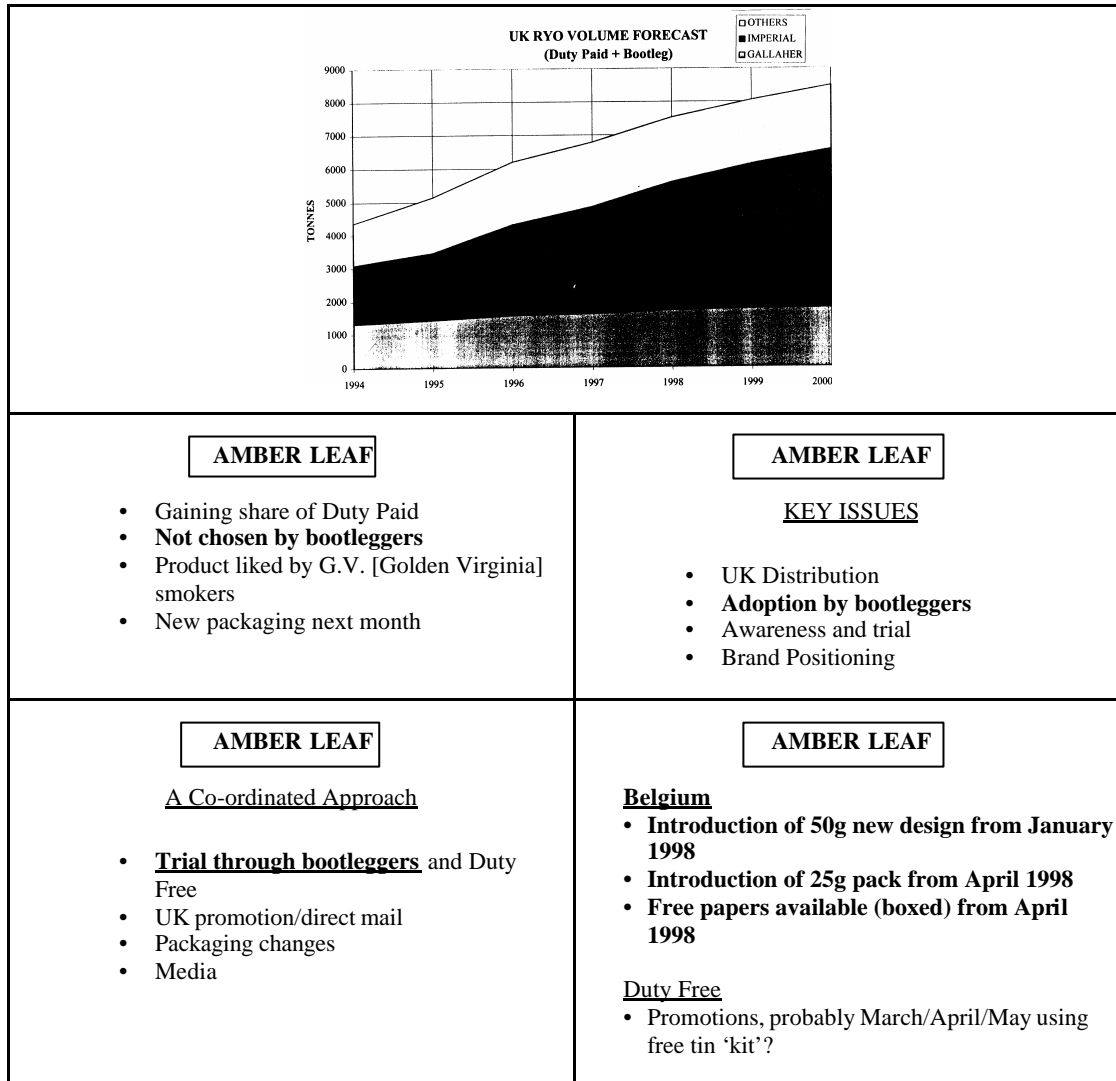 UK RYO VOLUME FORECAST
(Duty Paid + Bootleg)
OTHERS
IMPERIAL
GALLAHER
TONNES
9000
8000
7000
6000
5000
4000
3000
2000
1000
0
1994 1995 1996 1997 1998 1999 2000
AMBER LEAF
• Gaining share of Duty Paid
• Not chosen by bootleggers
• Product liked by G.V. [Golden Virginia]
smokers
• New packaging next month
AMBER LEAF
KEY ISSUES
• UK Distribution
• Adoption by bootleggers
• Awareness and trial
• Brand Positioning
AMBER LEAF
A Co-ordinated Approach
• Trial through bootleggers and Duty
Free
• UK promotion/direct mail
• Packaging changes
• Media
AMBER LEAF
Belgium
• Introduction of 50g new design from January
1998
• Introduction of 25g pack from April 1998
• Free papers available (boxed) from April
1998
Duty Free
• Promotions, probably March/April/May using
free tin ‘kit’?